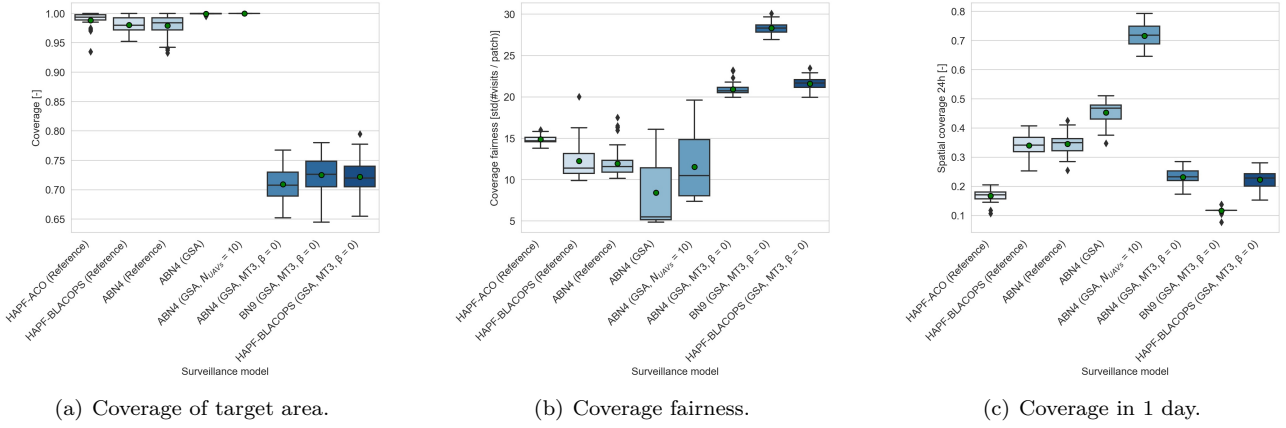 1.00
0.95
0.90
0.85
0.80
0.75
0.70
0.65
Coverage [-]
HAPF-ACO (Reference)
HAPF-BLACOPS (Reference)
ABN4 (Reference)
ABN4 (GSA)
ABN4 (GSA, N_UAVs = 10)
ABN4 (GSA, MT3, β = 0)
BN9 (GSA, MT3, β = 0)
HAPF-BLACOPS (GSA, MT3, β = 0)
Surveillance model
(a) Coverage of target area.
30
25
20
15
10
5
Coverage fairness [std(#visits / patch)]
HAPF-ACO (Reference)
HAPF-BLACOPS (Reference)
ABN4 (Reference)
ABN4 (GSA)
ABN4 (GSA, N_UAVs = 10)
ABN4 (GSA, MT3, β = 0)
BN9 (GSA, MT3, β = 0)
HAPF-BLACOPS (GSA, MT3, β = 0)
Surveillance model
(b) Coverage fairness.
0.8
0.7
0.6
0.5
0.4
0.3
0.2
0.1
Spatial coverage 24h [-]
HAPF-ACO (Reference)
HAPF-BLACOPS (Reference)
ABN4 (Reference)
ABN4 (GSA)
ABN4 (GSA, N_UAVs = 10)
ABN4 (GSA, MT3, β = 0)
BN9 (GSA, MT3, β = 0)
HAPF-BLACOPS (GSA, MT3, β = 0)
Surveillance model
(c) Coverage in 1 day.